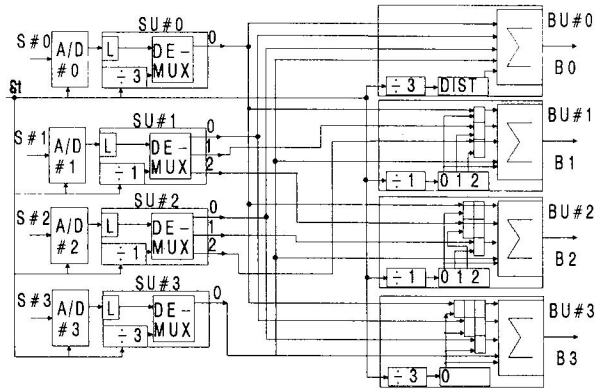 S#0
A/D
#0
SU#0
L
÷3
DE-
MUX
0
δt
S#1
A/D
#1
SU#1
L
÷1
DE-
MUX
0
1
2
S#2
A/D
#2
SU#2
L
÷1
DE-
MUX
0
1
2
S#3
A/D
#3
SU#3
L
÷3
DE-
MUX
0
÷3
DIST
Σ
BU#0
B0
÷1
0 1 2
Σ
BU#1
B1
÷1
0 1 2
Σ
BU#2
B2
÷3
0
Σ
BU#3
B3